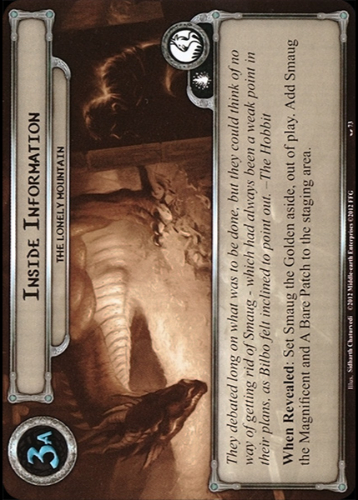 3A
INSIDE INFORMATION
THE LONELY MOUNTAIN
They debated long on what was to be done, but they could think of no
way of getting rid of Smaug - which had always been a weak point in
their plans, as Bilbo felt inclined to point out. –The Hobbit
When Revealed: Set Smaug the Golden aside, out of play. Add Smaug
the Magnificent and A Bare Patch to the staging area.
Illus. Sidharth Chaturvedi ©2012 Middle-earth Enterprises ©2012 FFG 73